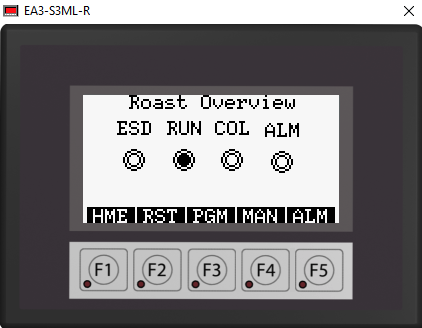 EA3-S3ML-R
Roast Overview
ESD RUN COL ALM
HME RST PGM MAN ALM
F1 F2 F3 F4 F5